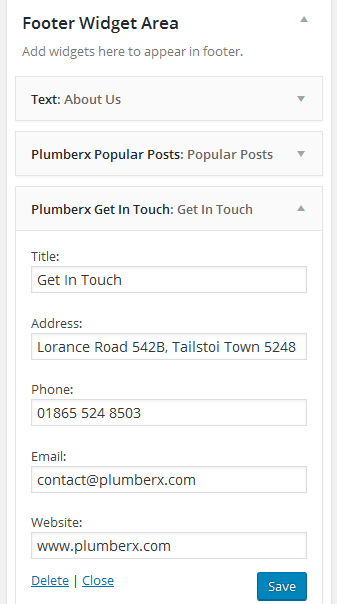 Footer Widget Area
Add widgets here to appear in footer.
Text: About Us
Plumberx Popular Posts: Popular Posts
Plumberx Get In Touch: Get In Touch
Title:
Get In Touch
Address:
Lorance Road 542B, Tailstoi Town 5248
Phone:
01865 524 8503
Email:
contact@plumberx.com
Website:
www.plumberx.com
Delete | Close
Save